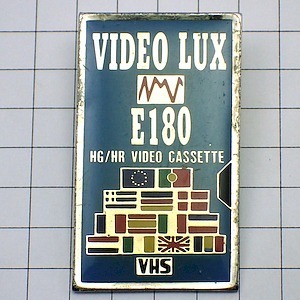 VIDEO LUX
E180
HG/HR VIDEO CASSETTE
VHS